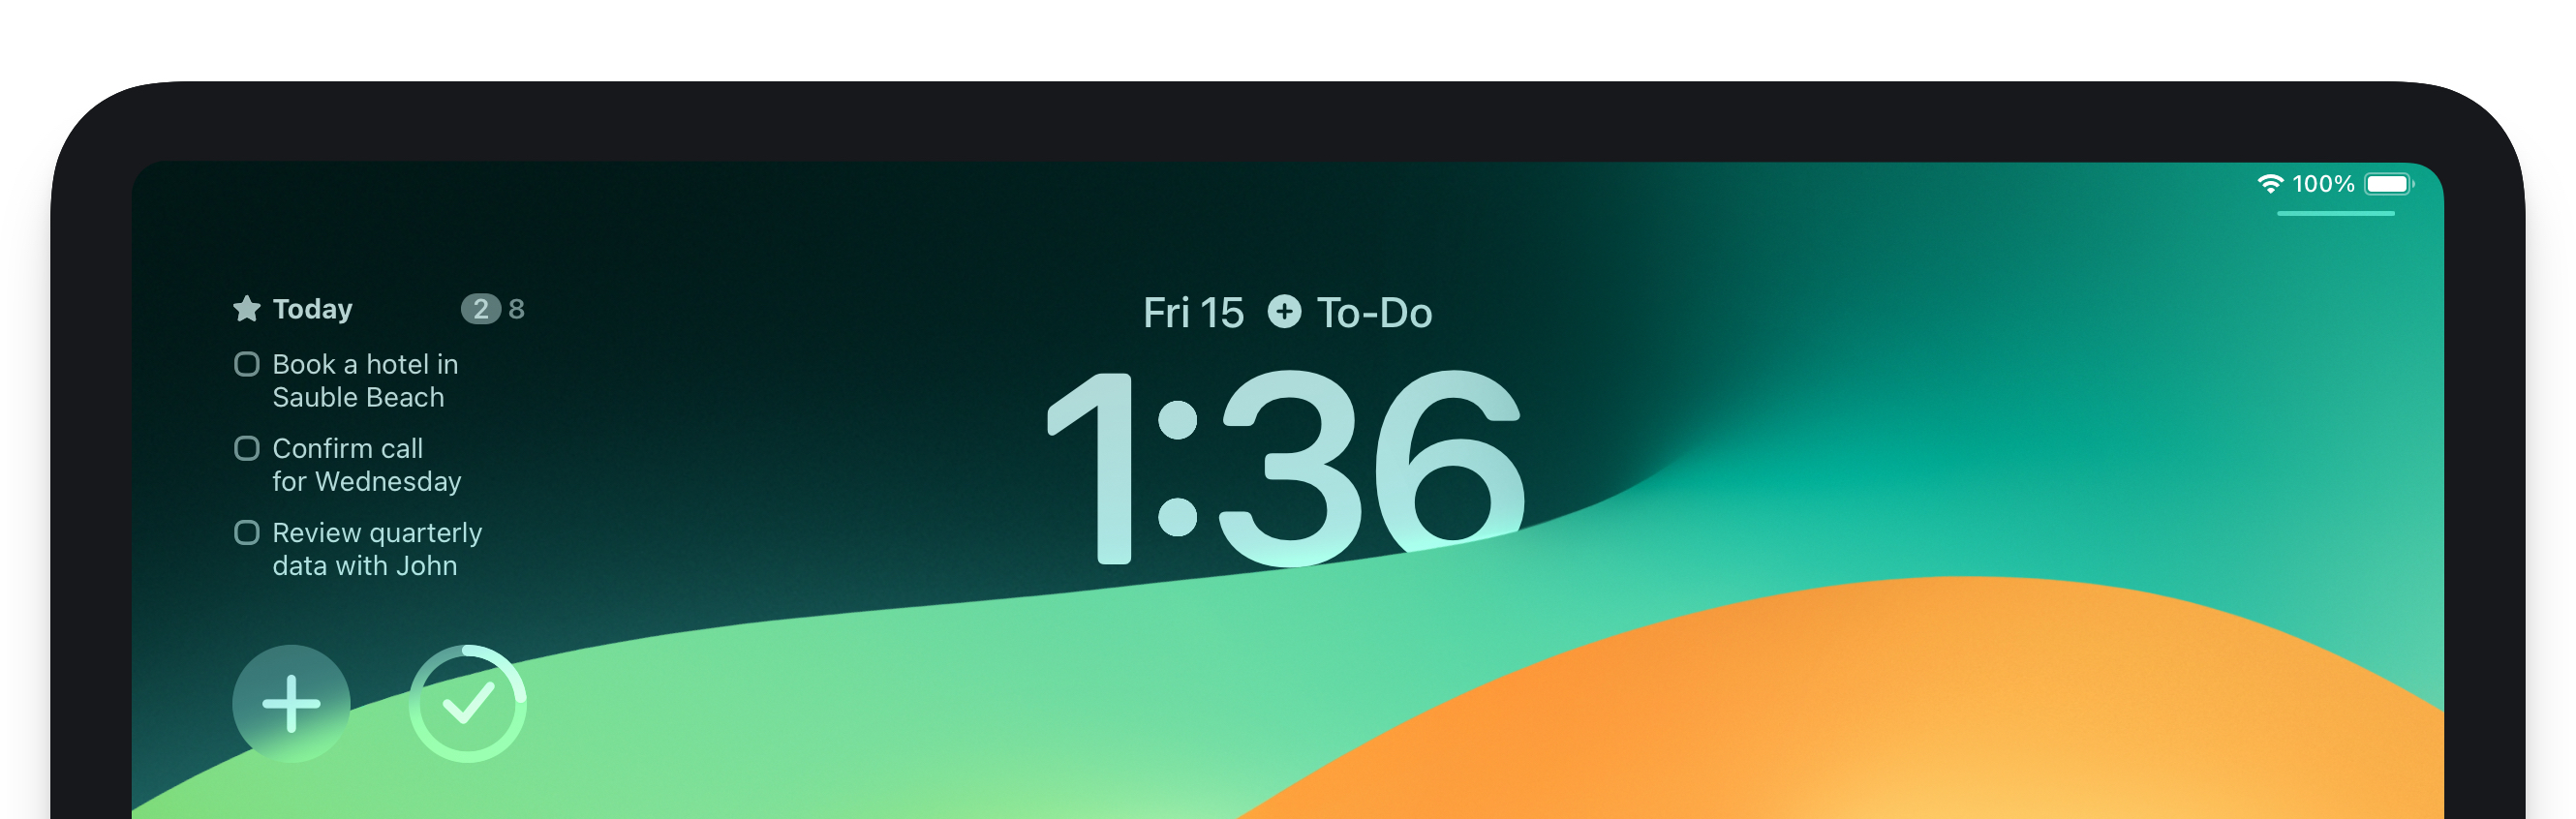 100%
Today 2 8
Fri 15 To-Do
1:36
Book a hotel in
Sauble Beach
Confirm call
for Wednesday
Review quarterly
data with John